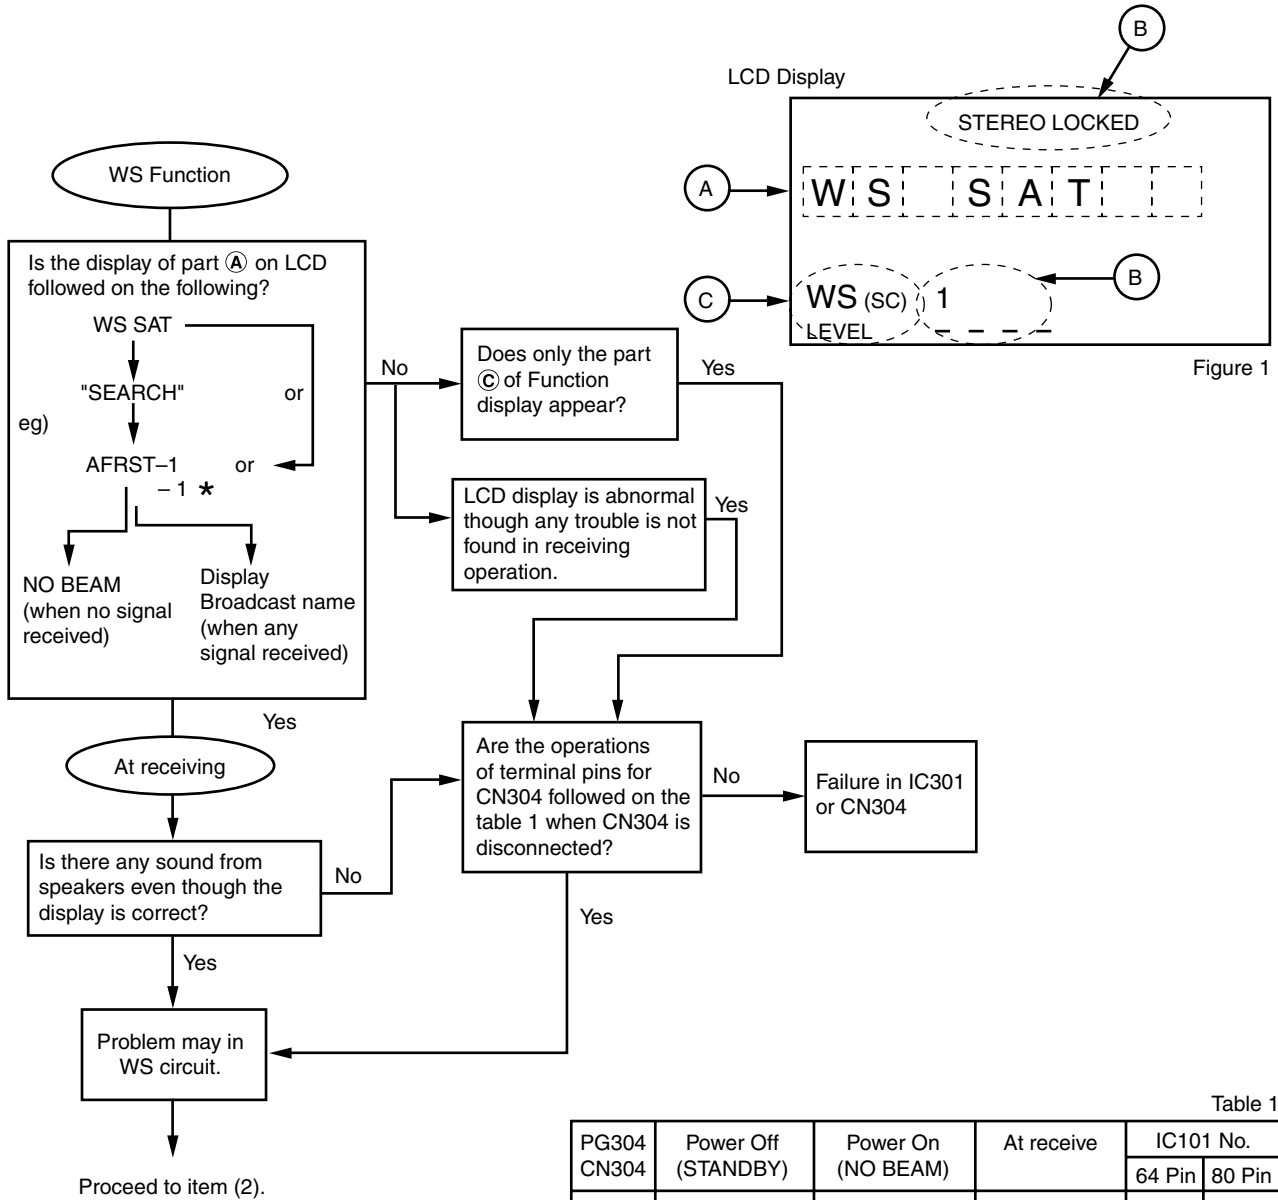 B
LCD Display
STEREO LOCKED
A
W S S A T
C
WS (SC) 1
LEVEL
B
Figure 1
WS Function
Is the display of part Ⓐ on LCD
followed on the following?
WS SAT
"SEARCH"
or
eg)
AFRST–1 or
– 1 *
NO BEAM
(when no signal
received)
Display
Broadcast name
(when any
signal received)
No
Does only the part
Ⓒ of Function
display appear?
Yes
LCD display is abnormal
though any trouble is not
found in receiving
operation.
Yes
Yes
At receiving
Is there any sound from
speakers even though the
display is correct?
No
Are the operations
of terminal pins for
CN304 followed on the
table 1 when CN304 is
disconnected?
No
Failure in IC301
or CN304
Yes
Yes
Problem may in
WS circuit.
Proceed to item (2).
Table 1
PG304
CN304
Power Off
(STANDBY)
Power On
(NO BEAM)
At receive
IC101 No.
64 Pin 80 Pin